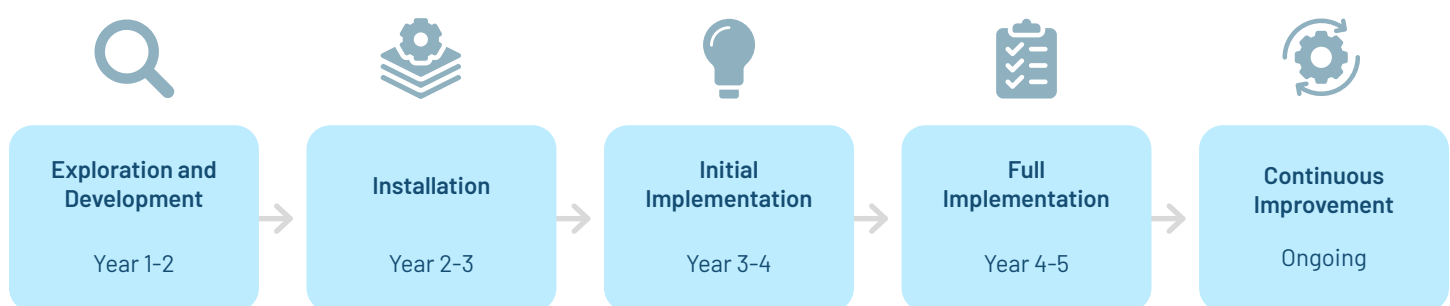 Exploration and
Development
Year 1-2
Installation
Year 2-3
Initial
Implementation
Year 3-4
Full
Implementation
Year 4-5
Continuous
Improvement
Ongoing